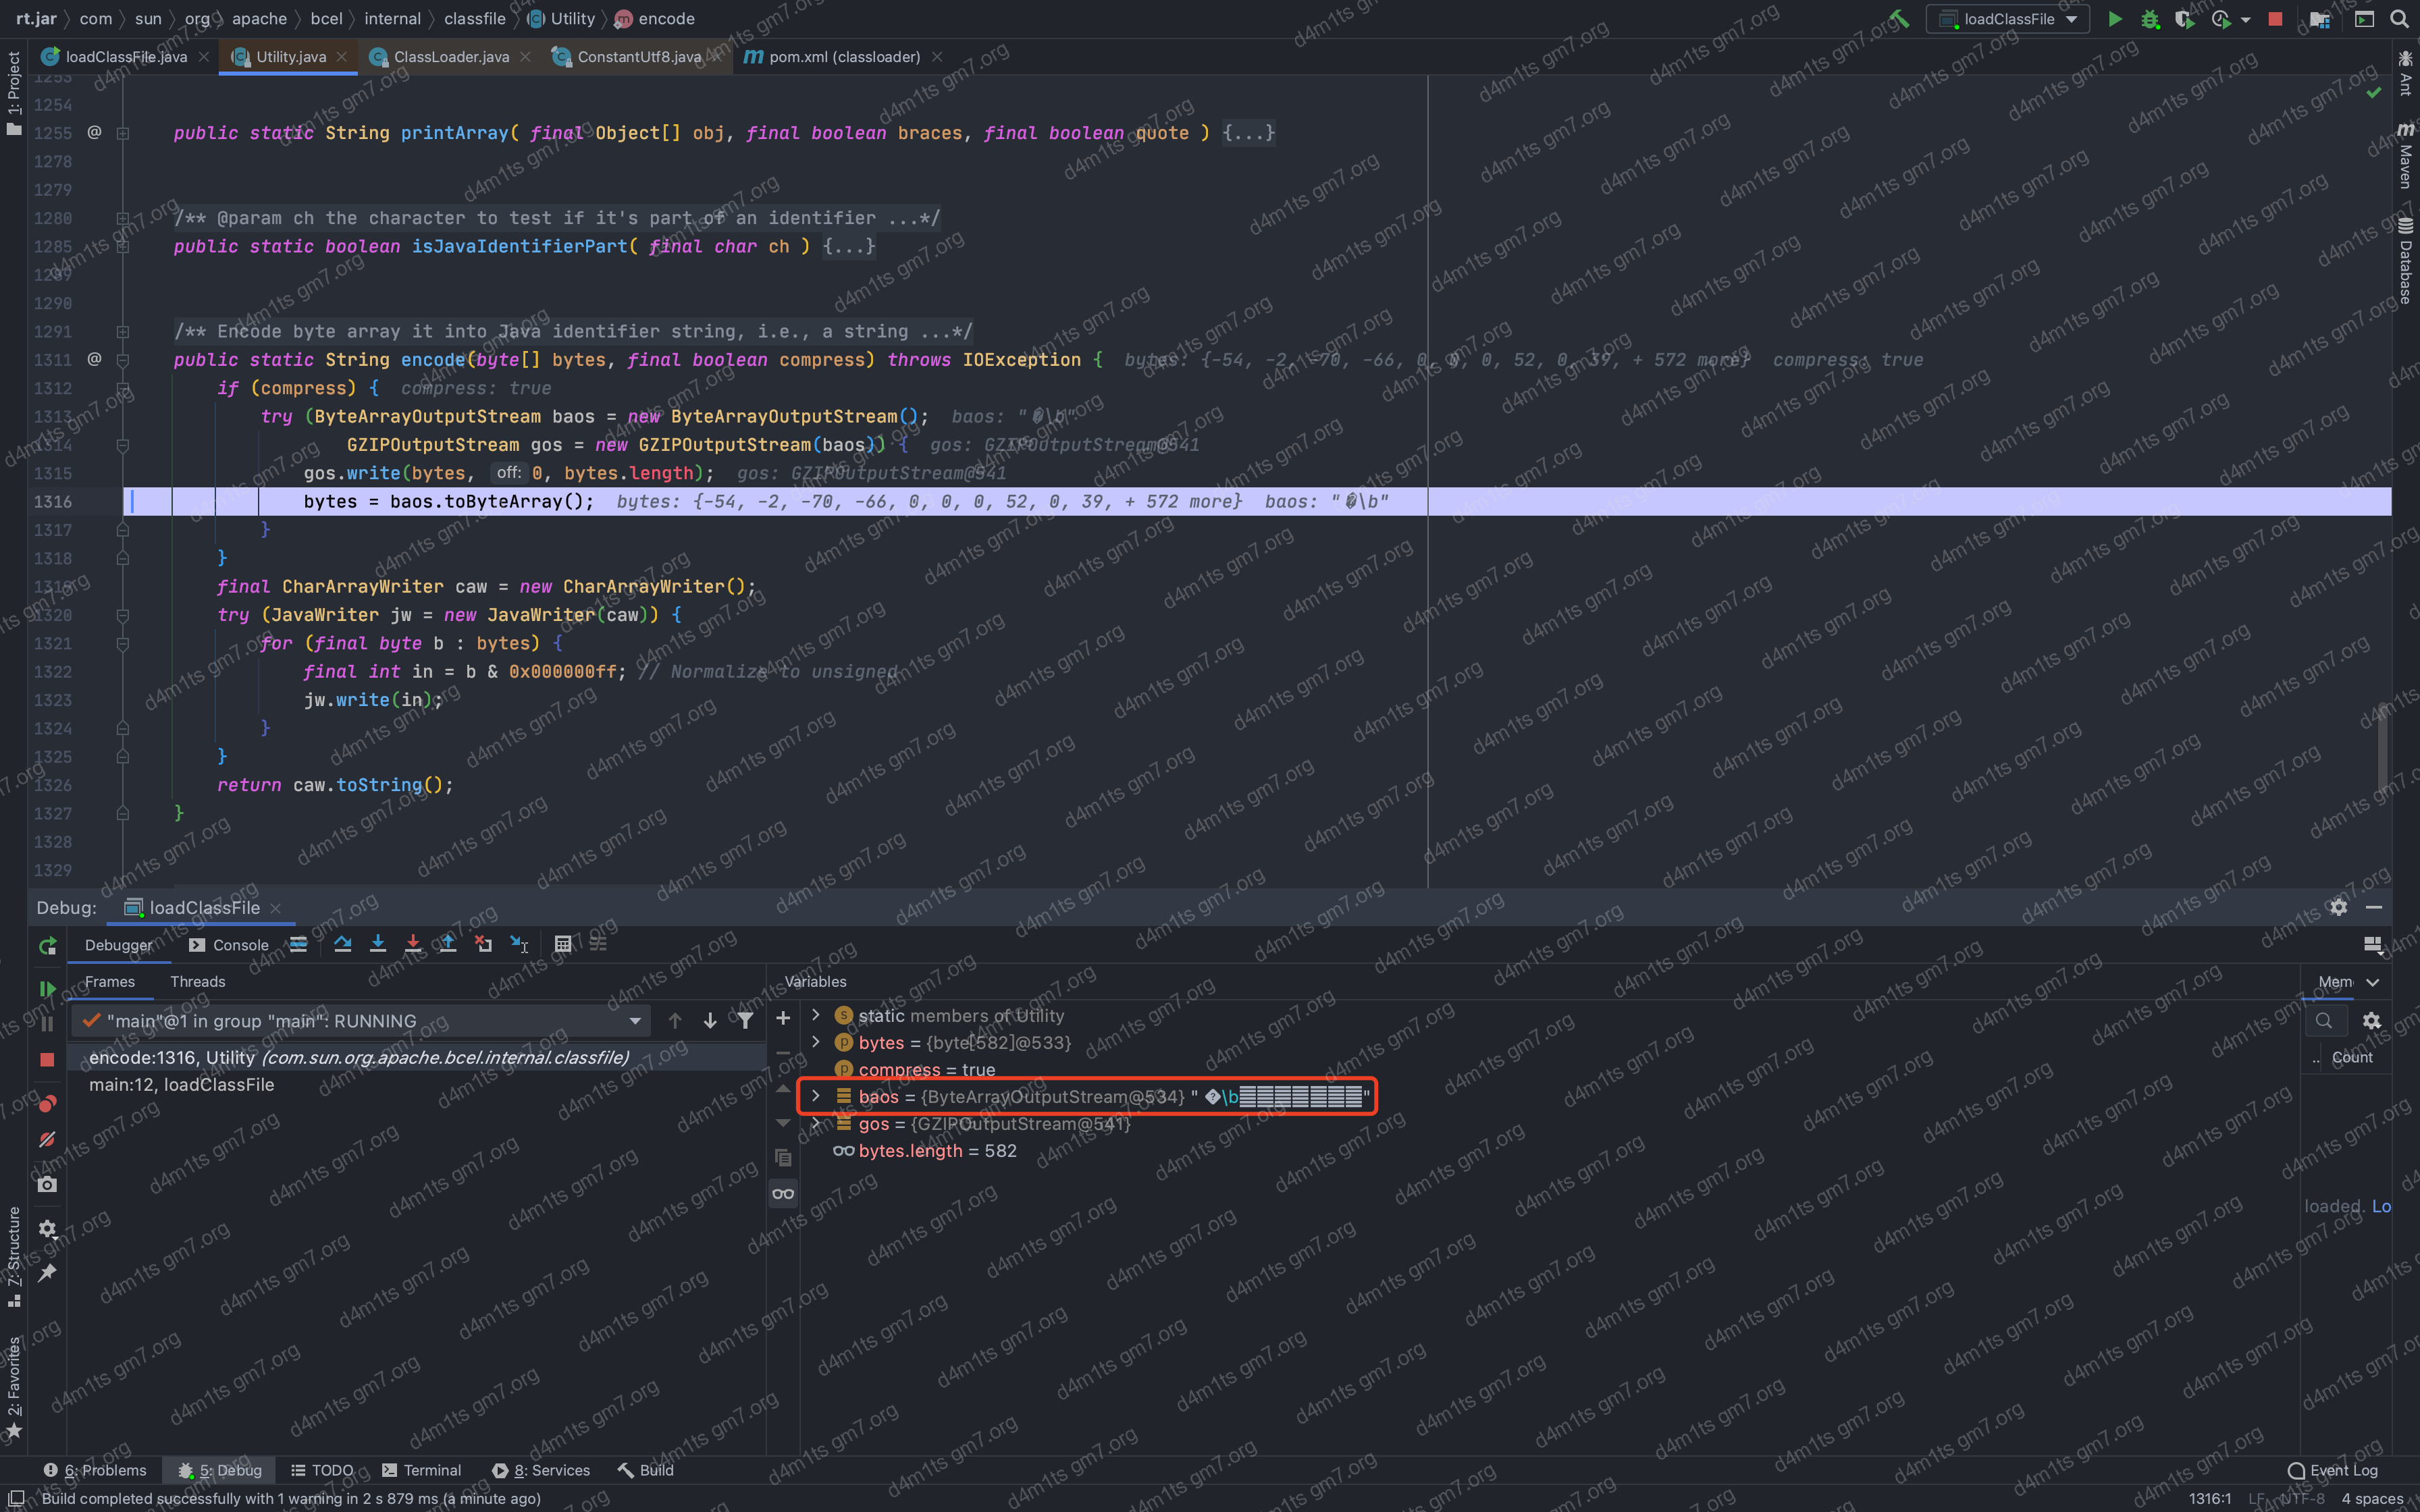 rt.jar 〉 com 〉 sun 〉 org 〉 apache 〉 bcel 〉 internal 〉 classfile 〉 Utility 〉 encode
loadClassFile
loadClassFile.java Utility.java ClassLoader.java ConstantUtf8.java pom.xml (classloader)
1: Project
Ant
Maven
Database
1253
1254
1255 @ public static String printArray( final Object[] obj, final boolean braces, final boolean quote ) {...}
1278
1279
1280 /** @param ch the character to test if it's part of an identifier ...*/
1285 public static boolean isJavaIdentifierPart( final char ch ) {...}
1289
1290
1291 /** Encode byte array it into Java identifier string, i.e., a string ...*/
1311 @ public static String encode(byte[] bytes, final boolean compress) throws IOException { bytes: {-54, -2, -70, -66, 0, 0, 0, 52, 0, 39, + 572 more} compress: true
1312 if (compress) { compress: true
1313 try (ByteArrayOutputStream baos = new ByteArrayOutputStream(); baos: "�\b"
1314 GZIPOutputStream gos = new GZIPOutputStream(baos)) { gos: GZIPOutputStream@541
1315 gos.write(bytes, off: 0, bytes.length); gos: GZIPOutputStream@541
1316 bytes = baos.toByteArray(); bytes: {-54, -2, -70, -66, 0, 0, 0, 52, 0, 39, + 572 more} baos: "�\b"
1317 }
1318 }
1319 final CharArrayWriter caw = new CharArrayWriter();
1320 try (JavaWriter jw = new JavaWriter(caw)) {
1321 for (final byte b : bytes) {
1322 final int in = b & 0x000000ff; // Normalize to unsigned
1323 jw.write(in);
1324 }
1325 }
1326 return caw.toString();
1327 }
1328
1329
Debug: loadClassFile
Debugger Console
Frames Threads Variables Mem
"main"@1 in group "main": RUNNING
encode:1316, Utility (com.sun.org.apache.bcel.internal.classfile)
main:12, loadClassFile
static members of Utility
bytes = {byte[582]@533}
compress = true
baos = {ByteArrayOutputStream@534} "�\b"
gos = {GZIPOutputStream@541}
bytes.length = 582
.. Count
loaded. Lo
7: Structure
2: Favorites
6: Problems 5: Debug TODO Terminal 8: Services Build Event Log
Build completed successfully with 1 warning in 2 s 879 ms (a minute ago) 1316:1 LF UTF-8 4 spaces
d4m1ts gm7.org